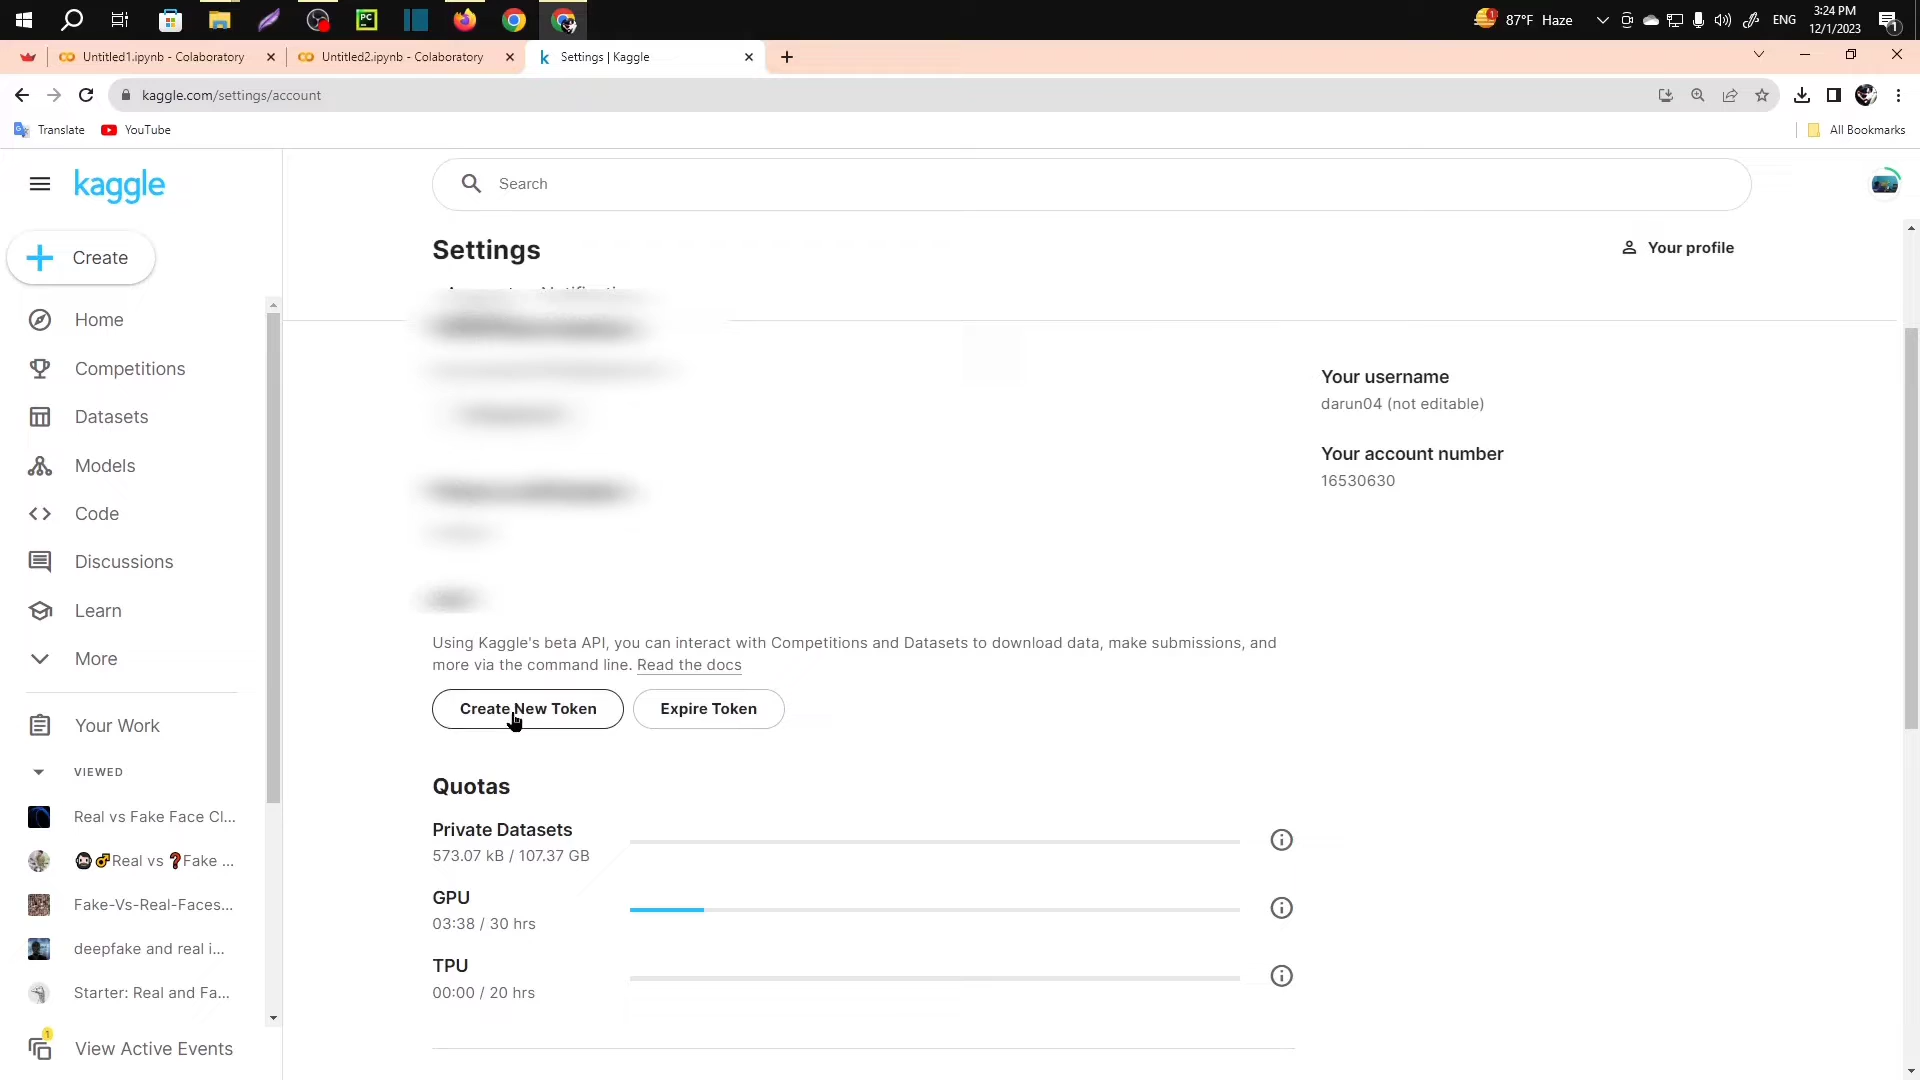 87°F Haze
ENG
3:24 PM
12/1/2023
1
Untitled1.ipynb - Colaboratory
Untitled2.ipynb - Colaboratory
Settings | Kaggle
kaggle.com/settings/account
Translate
YouTube
All Bookmarks
kaggle
Search
Create
Settings
Your profile
Home
Competitions
Datasets
Models
Code
Discussions
Learn
More
Your Work
VIEWED
Real vs Fake Face Cl...
Real vs ❓Fake ...
Fake-Vs-Real-Faces...
deepfake and real i...
Starter: Real and Fa...
1
View Active Events
Your username
darun04 (not editable)
Your account number
16530630
Using Kaggle's beta API, you can interact with Competitions and Datasets to download data, make submissions, and
more via the command line. Read the docs
Create New Token
Expire Token
Quotas
Private Datasets
573.07 kB / 107.37 GB
GPU
03:38 / 30 hrs
TPU
00:00 / 20 hrs